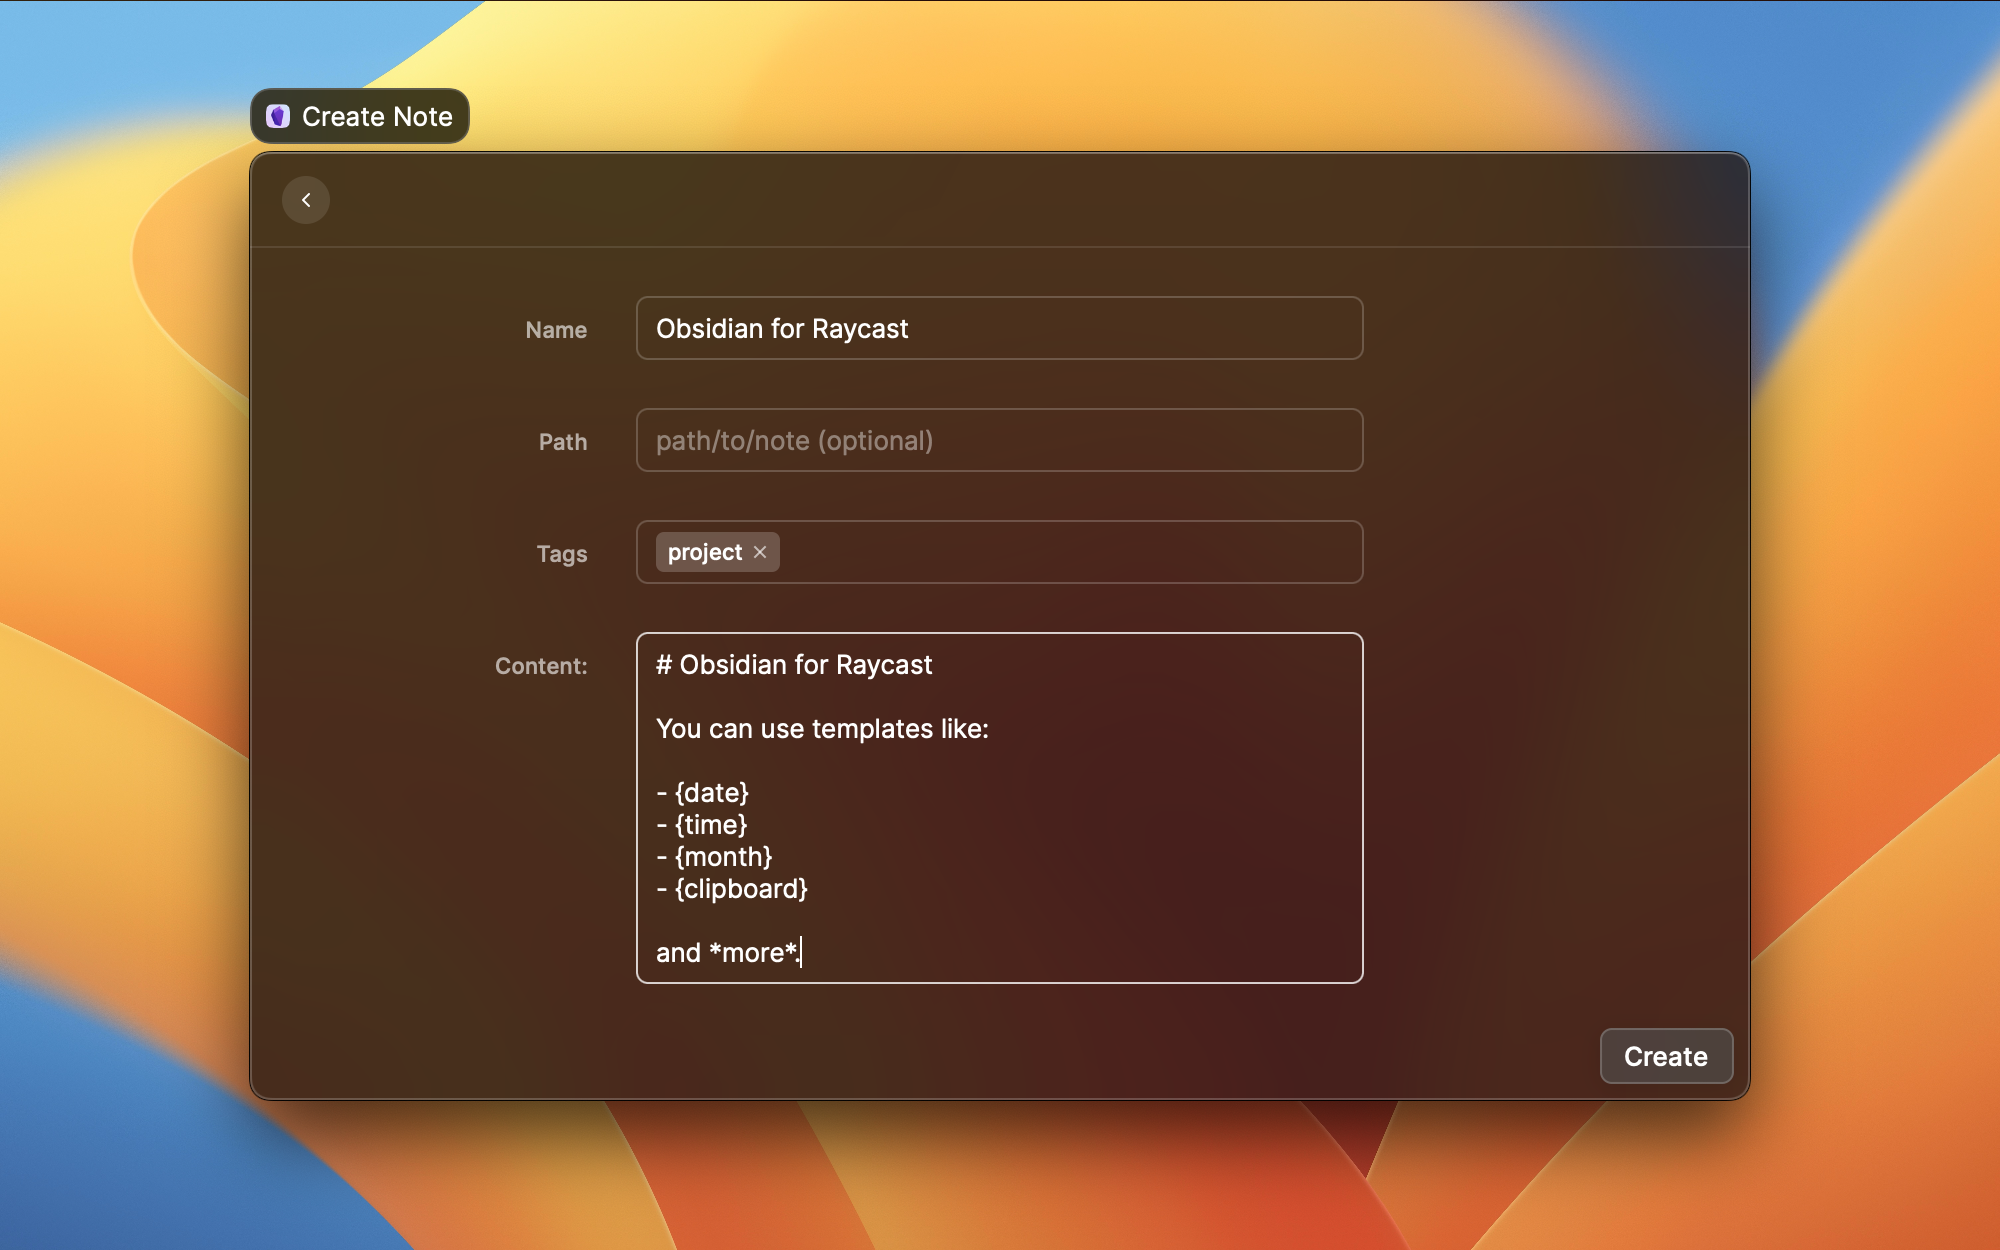 Create Note
Name
Obsidian for Raycast
Path
path/to/note (optional)
Tags
project ×
Content:
# Obsidian for Raycast
You can use templates like:
- {date}
- {time}
- {month}
- {clipboard}
and *more*.
Create